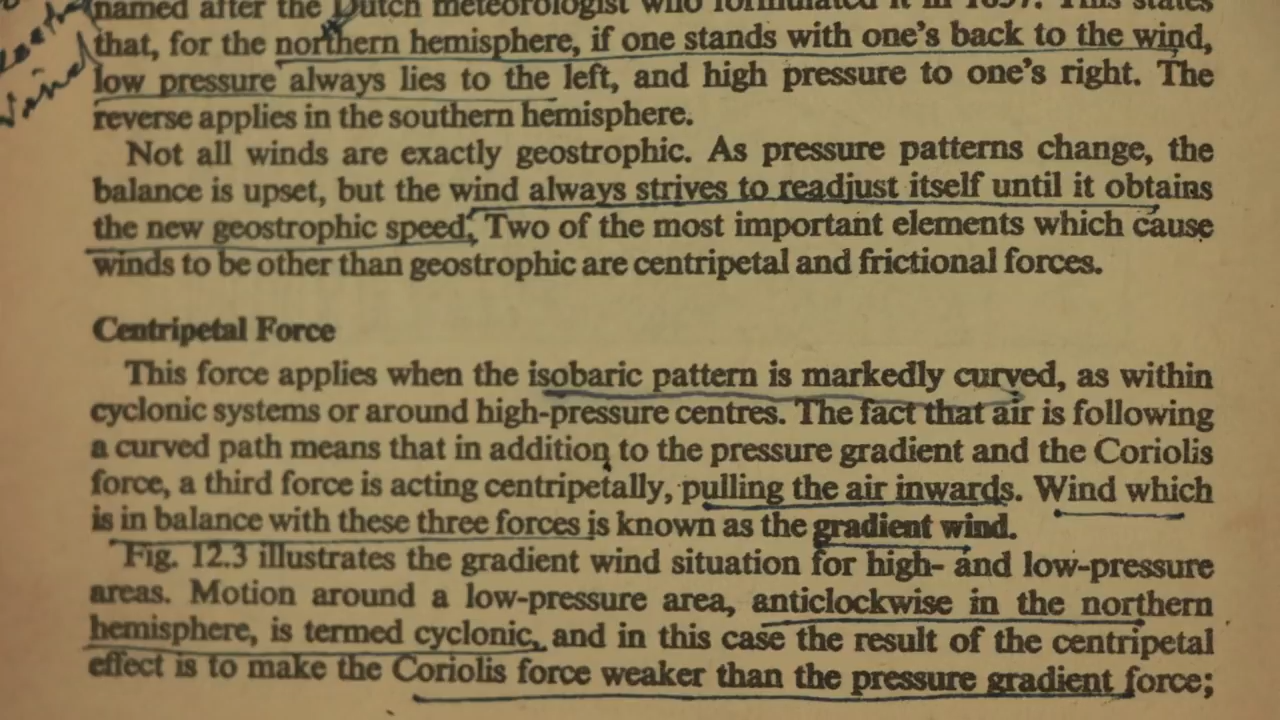 named after the Dutch meteorologist who formulated it in 1857. This states
that, for the northern hemisphere, if one stands with one's back to the wind,
low pressure always lies to the left, and high pressure to one's right. The
reverse applies in the southern hemisphere.
Not all winds are exactly geostrophic. As pressure patterns change, the
balance is upset, but the wind always strives to readjust itself until it obtains
the new geostrophic speed. Two of the most important elements which cause
winds to be other than geostrophic are centripetal and frictional forces.
Centripetal Force
This force applies when the isobaric pattern is markedly curved, as within
cyclonic systems or around high-pressure centres. The fact that air is following
a curved path means that in addition to the pressure gradient and the Coriolis
force, a third force is acting centripetally, pulling the air inwards. Wind which
is in balance with these three forces is known as the gradient wind.
Fig. 12.3 illustrates the gradient wind situation for high- and low-pressure
areas. Motion around a low-pressure area, anticlockwise in the northern
hemisphere, is termed cyclonic, and in this case the result of the centripetal
effect is to make the Coriolis force weaker than the pressure gradient force;